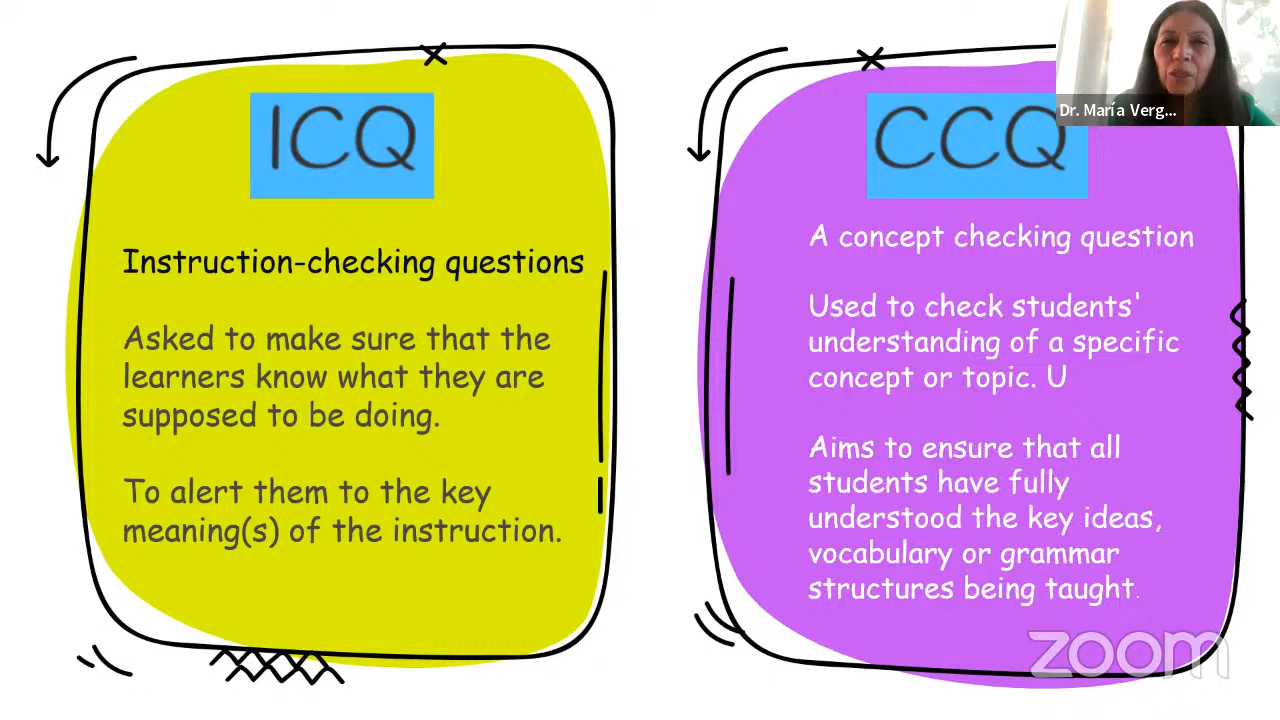 ICQ
Instruction-checking questions
Asked to make sure that the
learners know what they are
supposed to be doing.
To alert them to the key
meaning(s) of the instruction.
CCQ
A concept checking question
Used to check students'
understanding of a specific
concept or topic. U
Aims to ensure that all
students have fully
understood the key ideas,
vocabulary or grammar
structures being taught.
Dr. María Verg...
zoom